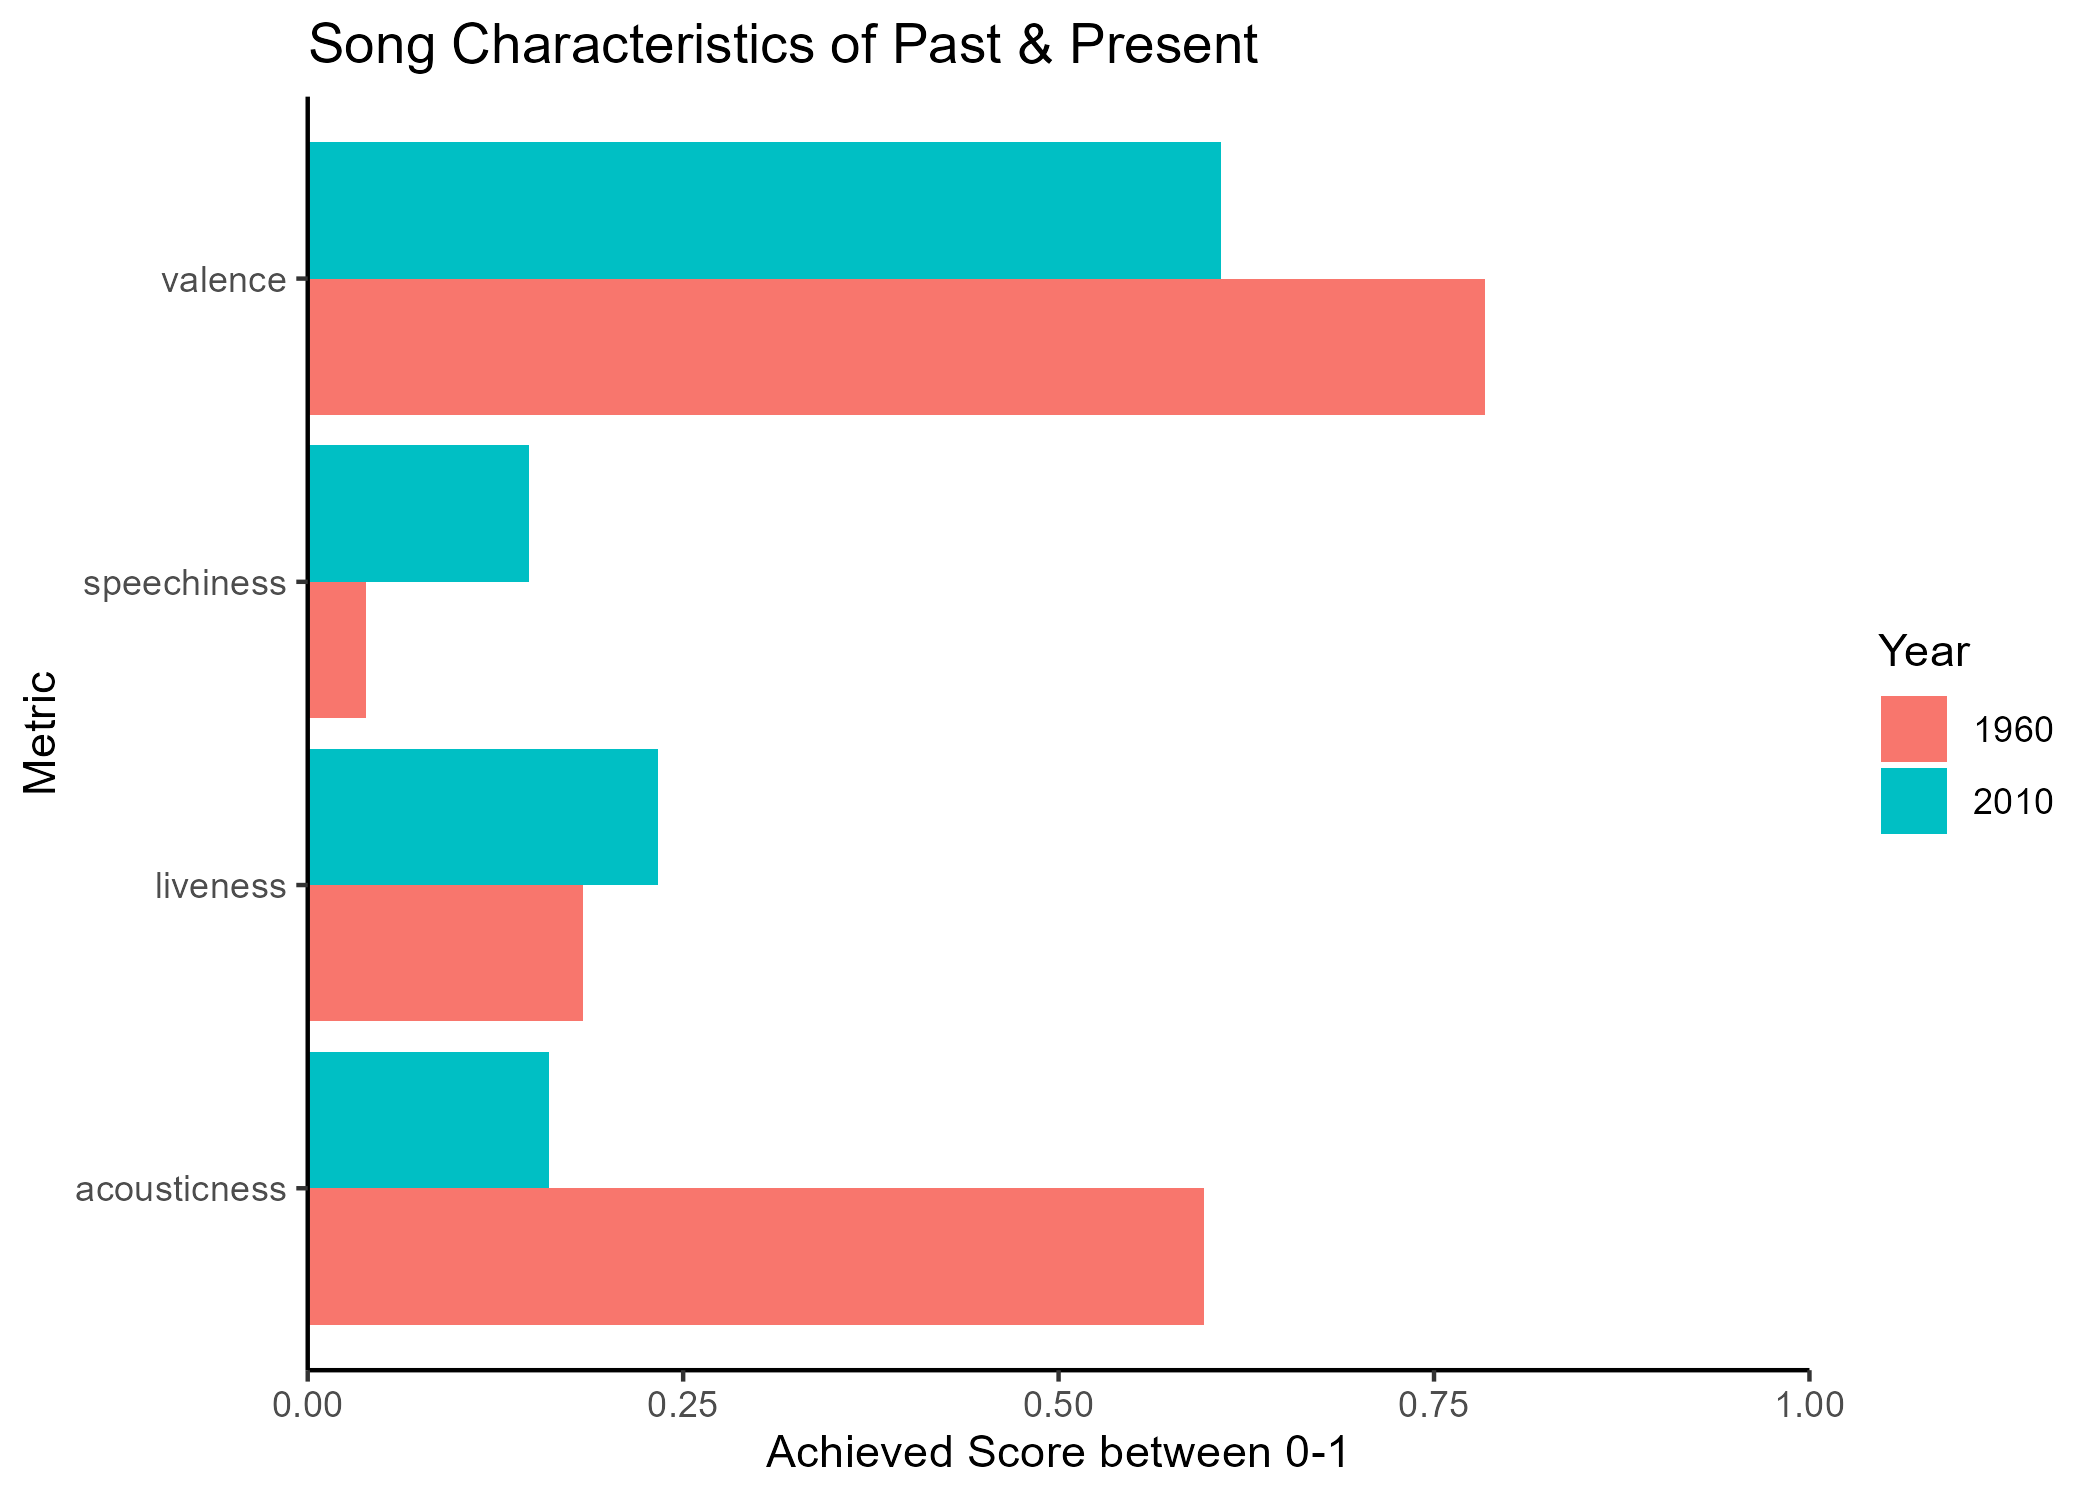 Song Characteristics of Past & Present
valence
speechiness
liveness
acousticness
Metric
0.00
0.25
0.50
0.75
1.00
Achieved Score between 0-1
Year
1960
2010